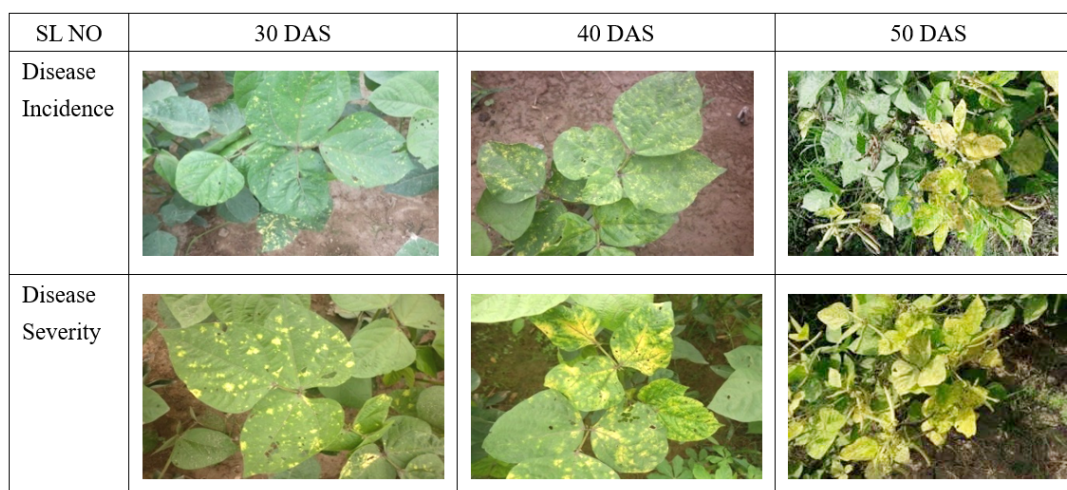 SL NO
30 DAS
40 DAS
50 DAS
Disease
Incidence
Disease
Severity